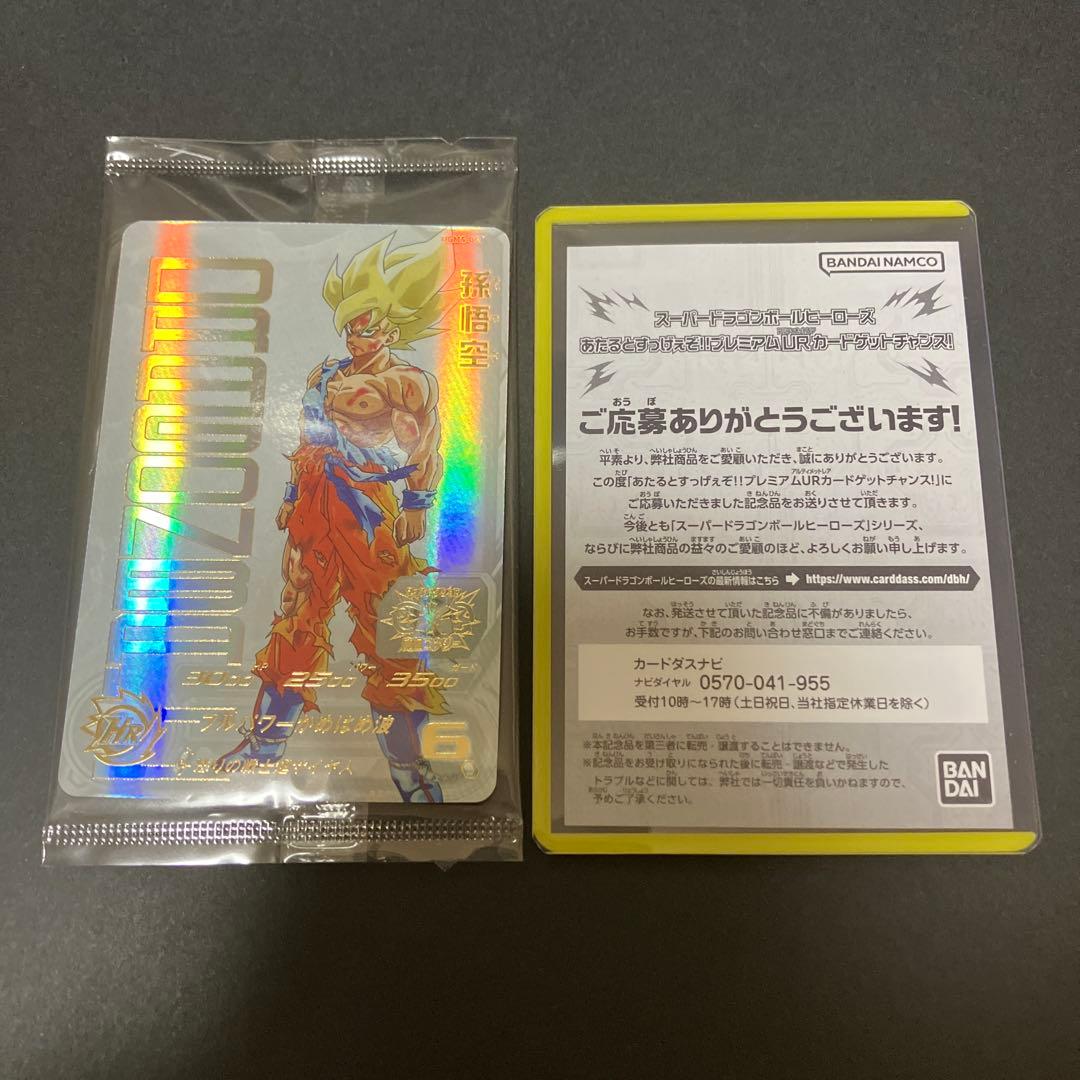 孫悟空
3000 2500 3500
フルパワーかめはめ波
6
HR
BANDAI NAMCO
スーパードラゴンボールヒーローズ
あたるとすっげぇぞ!!プレミアムURカードゲットチャンス!
ご応募ありがとうございます!
平素より、弊社商品をご愛顧いただき、誠にありがとうございます。
この度「あたるとすっげぇぞ!!プレミアムURカードゲットチャンス!」に
ご応募いただきました記念品をお送りさせて頂きます。
今後とも「スーパードラゴンボールヒーローズ」シリーズ、
ならびに弊社商品の益々のご愛顧のほど、よろしくお願い申し上げます。
スーパードラゴンボールヒーローズの最新情報はこちら ➡ https://www.carddass.com/dbh/
なお、発送させて頂いた記念品に不備がありましたら、
お手数ですが、下記のお問い合わせ窓口までご連絡ください。
カードダスナビ
ナビダイヤル 0570-041-955
受付10時〜17時(土日祝日、当社指定休業日を除く)
※本記念品を第三者に転売・譲渡することはできません。
※記念品をお受け取りになられた後に転売・譲渡などで発生した
トラブルなどに関しては、弊社では一切責任を負いかねますので、
予めご了承ください。
BAN
DAI